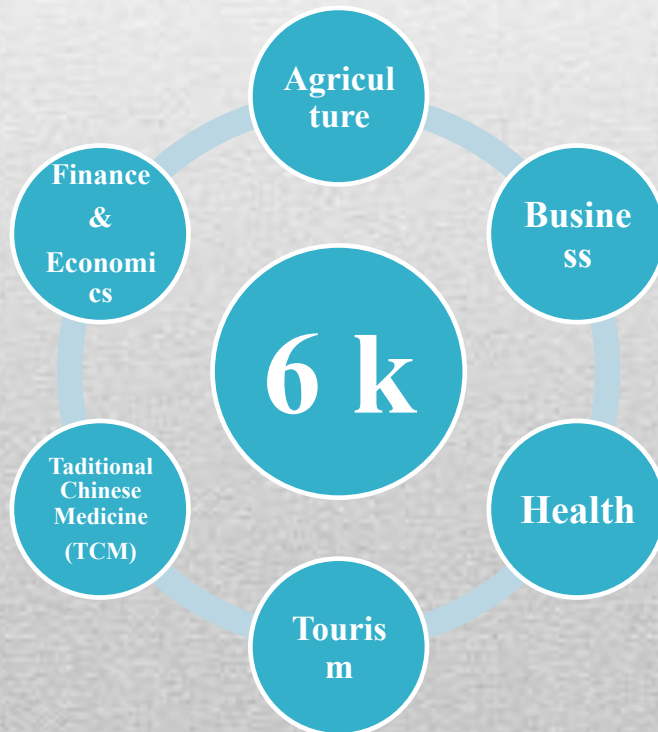 Agricul
ture
Busine
ss
Health
Touris
m
Taditional
Chinese
Medicine
(TCM)
Finance
&
Economi
cs
6 k